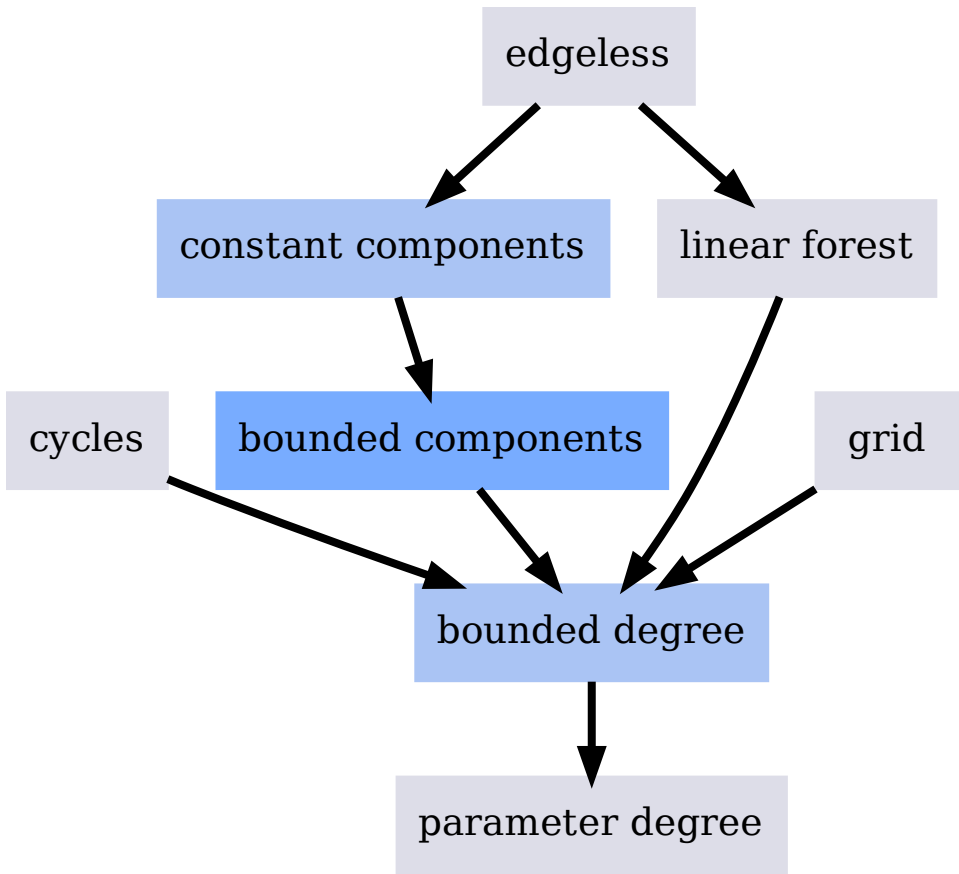 edgeless
constant components
linear forest
cycles
bounded components
grid
bounded degree
parameter degree